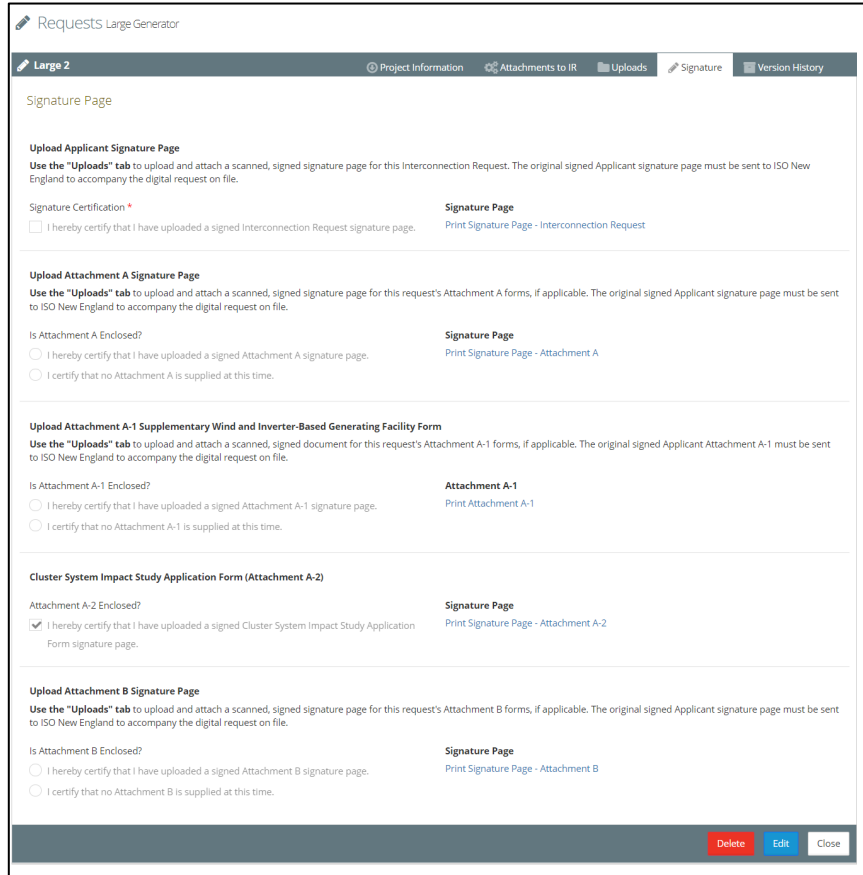 Requests Large Generator
Large 2
Project Information
Attachments to IR
Uploads
Signature
Version History
Signature Page
Upload Applicant Signature Page
Use the "Uploads" tab to upload and attach a scanned, signed signature page for this Interconnection Request. The original signed Applicant signature page must be sent to ISO New
England to accompany the digital request on file.
Signature Certification *
Signature Page
I hereby certify that I have uploaded a signed Interconnection Request signature page.
Print Signature Page - Interconnection Request
Upload Attachment A Signature Page
Use the "Uploads" tab to upload and attach a scanned, signed signature page for this request's Attachment A forms, if applicable. The original signed Applicant signature page must be sent
to ISO New England to accompany the digital request on file.
Is Attachment A Enclosed?
Signature Page
I hereby certify that I have uploaded a signed Attachment A signature page.
Print Signature Page - Attachment A
I certify that no Attachment A is supplied at this time.
Upload Attachment A-1 Supplementary Wind and Inverter-Based Generating Facility Form
Use the "Uploads" tab to upload and attach a scanned, signed document for this request's Attachment A-1 forms, if applicable. The original signed Applicant Attachment A-1 must be sent
to ISO New England to accompany the digital request on file.
Is Attachment A-1 Enclosed?
Attachment A-1
I hereby certify that I have uploaded a signed Attachment A-1 signature page.
Print Attachment A-1
I certify that no Attachment A-1 is supplied at this time.
Cluster System Impact Study Application Form (Attachment A-2)
Attachment A-2 Enclosed?
Signature Page
I hereby certify that I have uploaded a signed Cluster System Impact Study Application
Form signature page.
Print Signature Page - Attachment A-2
Upload Attachment B Signature Page
Use the "Uploads" tab to upload and attach a scanned, signed signature page for this request's Attachment B forms, if applicable. The original signed Applicant signature page must be sent
to ISO New England to accompany the digital request on file.
Is Attachment B Enclosed?
Signature Page
I hereby certify that I have uploaded a signed Attachment B signature page.
Print Signature Page - Attachment B
I certify that no Attachment B is supplied at this time.
Delete
Edit
Close